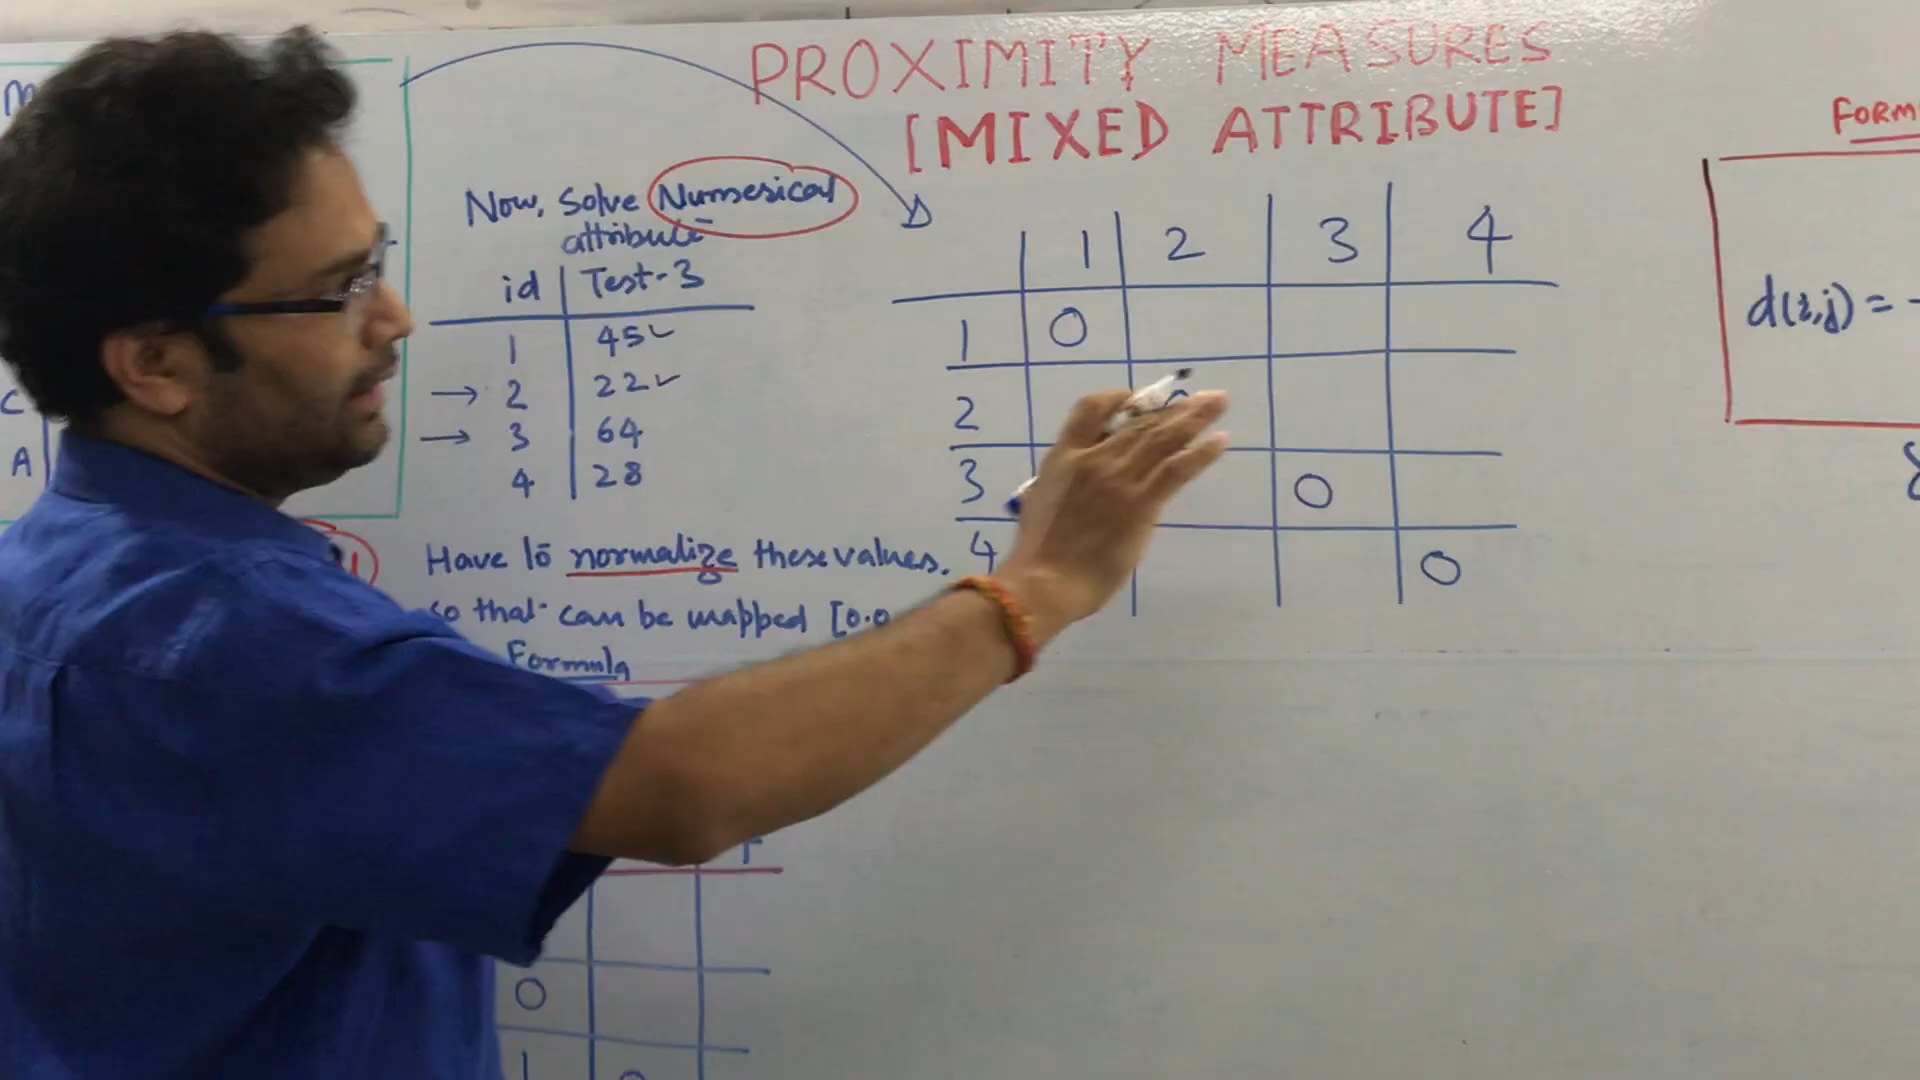 PROXIMITY MEASURES
[MIXED ATTRIBUTE]
Now, Solve Numerical
attribute
id Test-3
1 45 ✓
→ 2 22 ✓
→ 3 64
4 28
Have to normalize these values.
so that can be mapped [0.0
Formula
1 2 3 4
1 0
2
3 0
4 0
FORM
d(i,j) = -
C
A
0
1